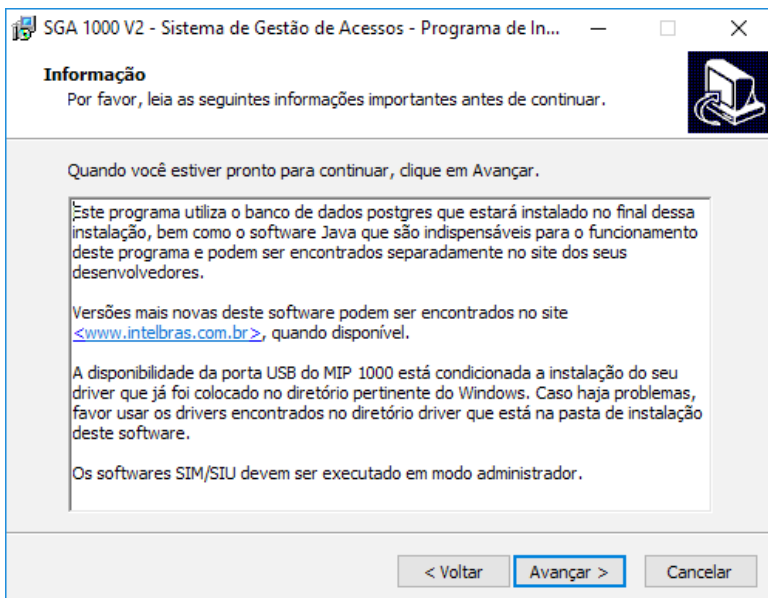 SGA 1000 V2 - Sistema de Gestão de Acessos - Programa de In...
Informação
Por favor, leia as seguintes informações importantes antes de continuar.
Quando você estiver pronto para continuar, clique em Avançar.
Este programa utiliza o banco de dados postgres que estará instalado no final dessa
instalação, bem como o software Java que são indispensáveis para o funcionamento
deste programa e podem ser encontrados separadamente no site dos seus
desenvolvedores.
Versões mais novas deste software podem ser encontrados no site
<www.intelbras.com.br>, quando disponível.
A disponibilidade da porta USB do MIP 1000 está condicionada a instalação do seu
driver que já foi colocado no diretório pertinente do Windows. Caso haja problemas,
favor usar os drivers encontrados no diretório driver que está na pasta de instalação
deste software.
Os softwares SIM/SIU devem ser executado em modo administrador.
< Voltar
Avançar >
Cancelar